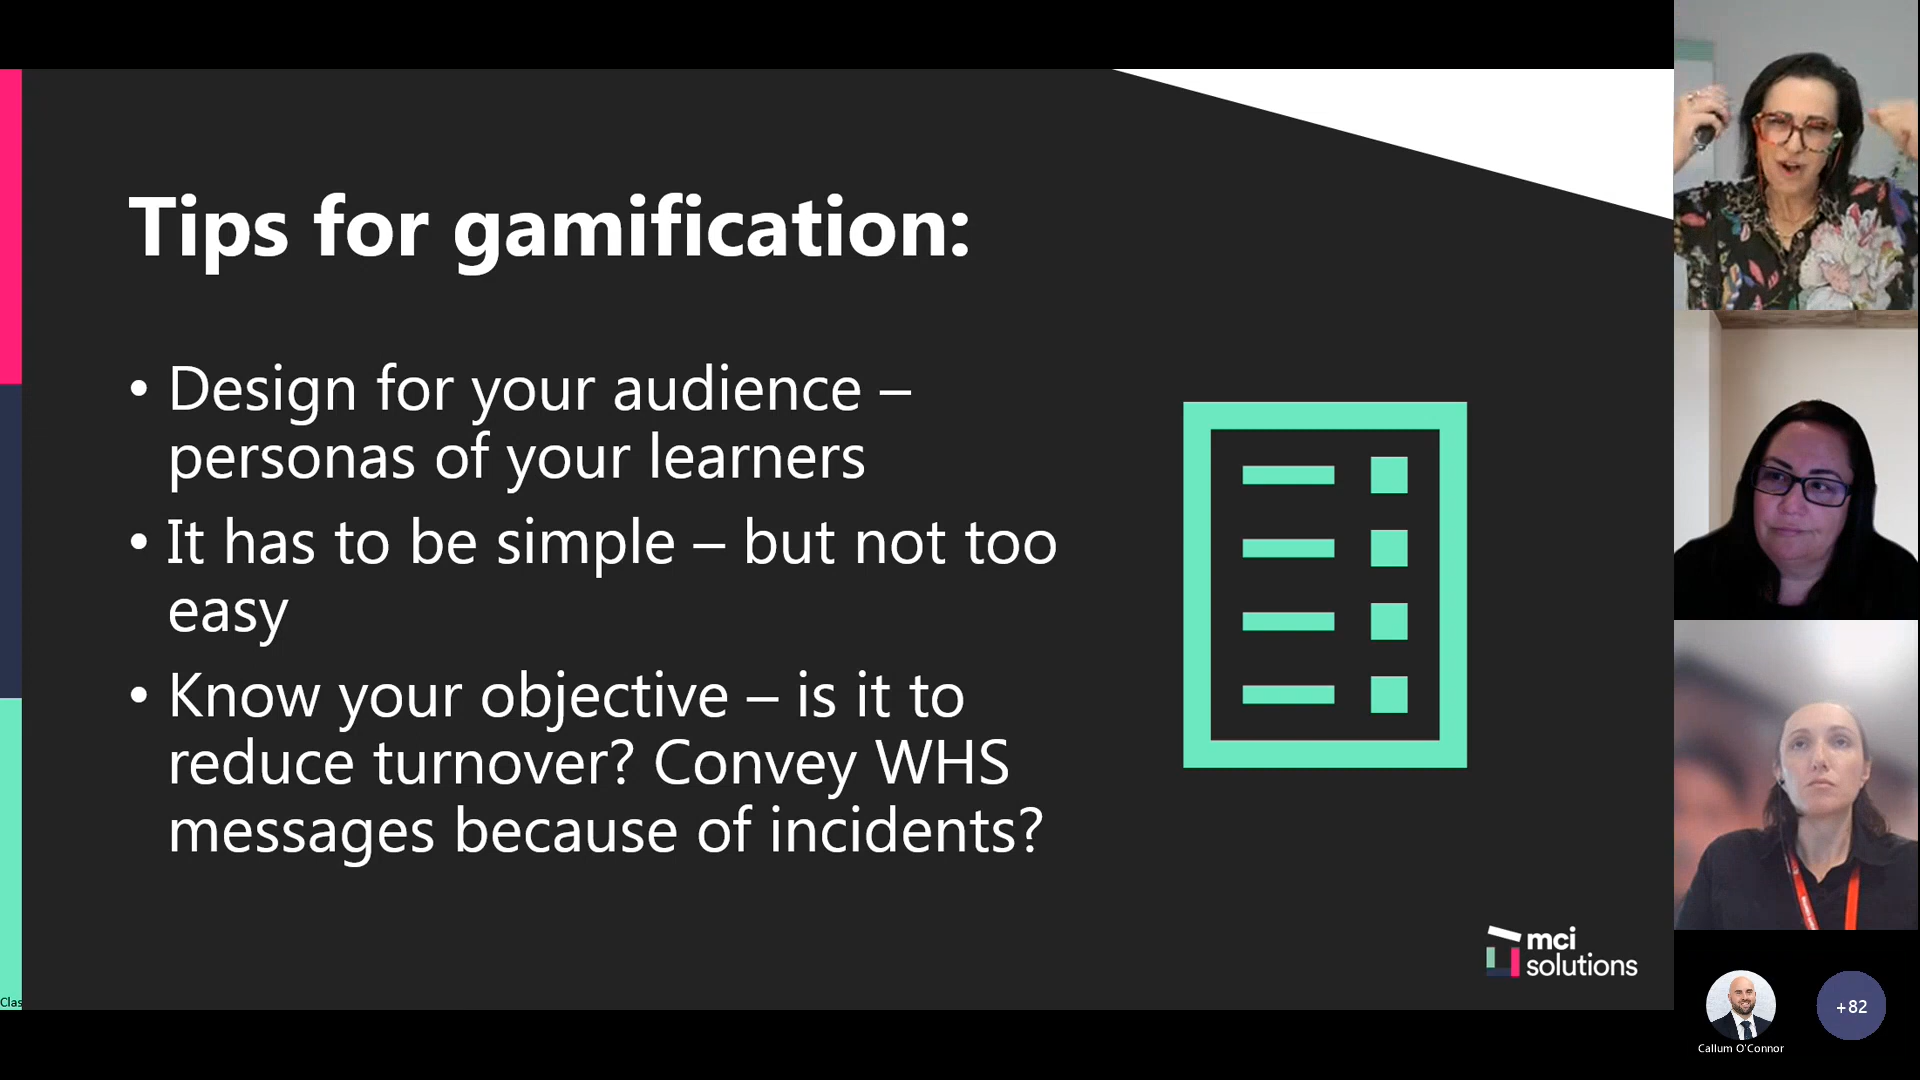 Tips for gamification:
• Design for your audience –
personas of your learners
• It has to be simple – but not too
easy
• Know your objective – is it to
reduce turnover? Convey WHS
messages because of incidents?
mci
solutions
Clas
+82
Callum O'Connor